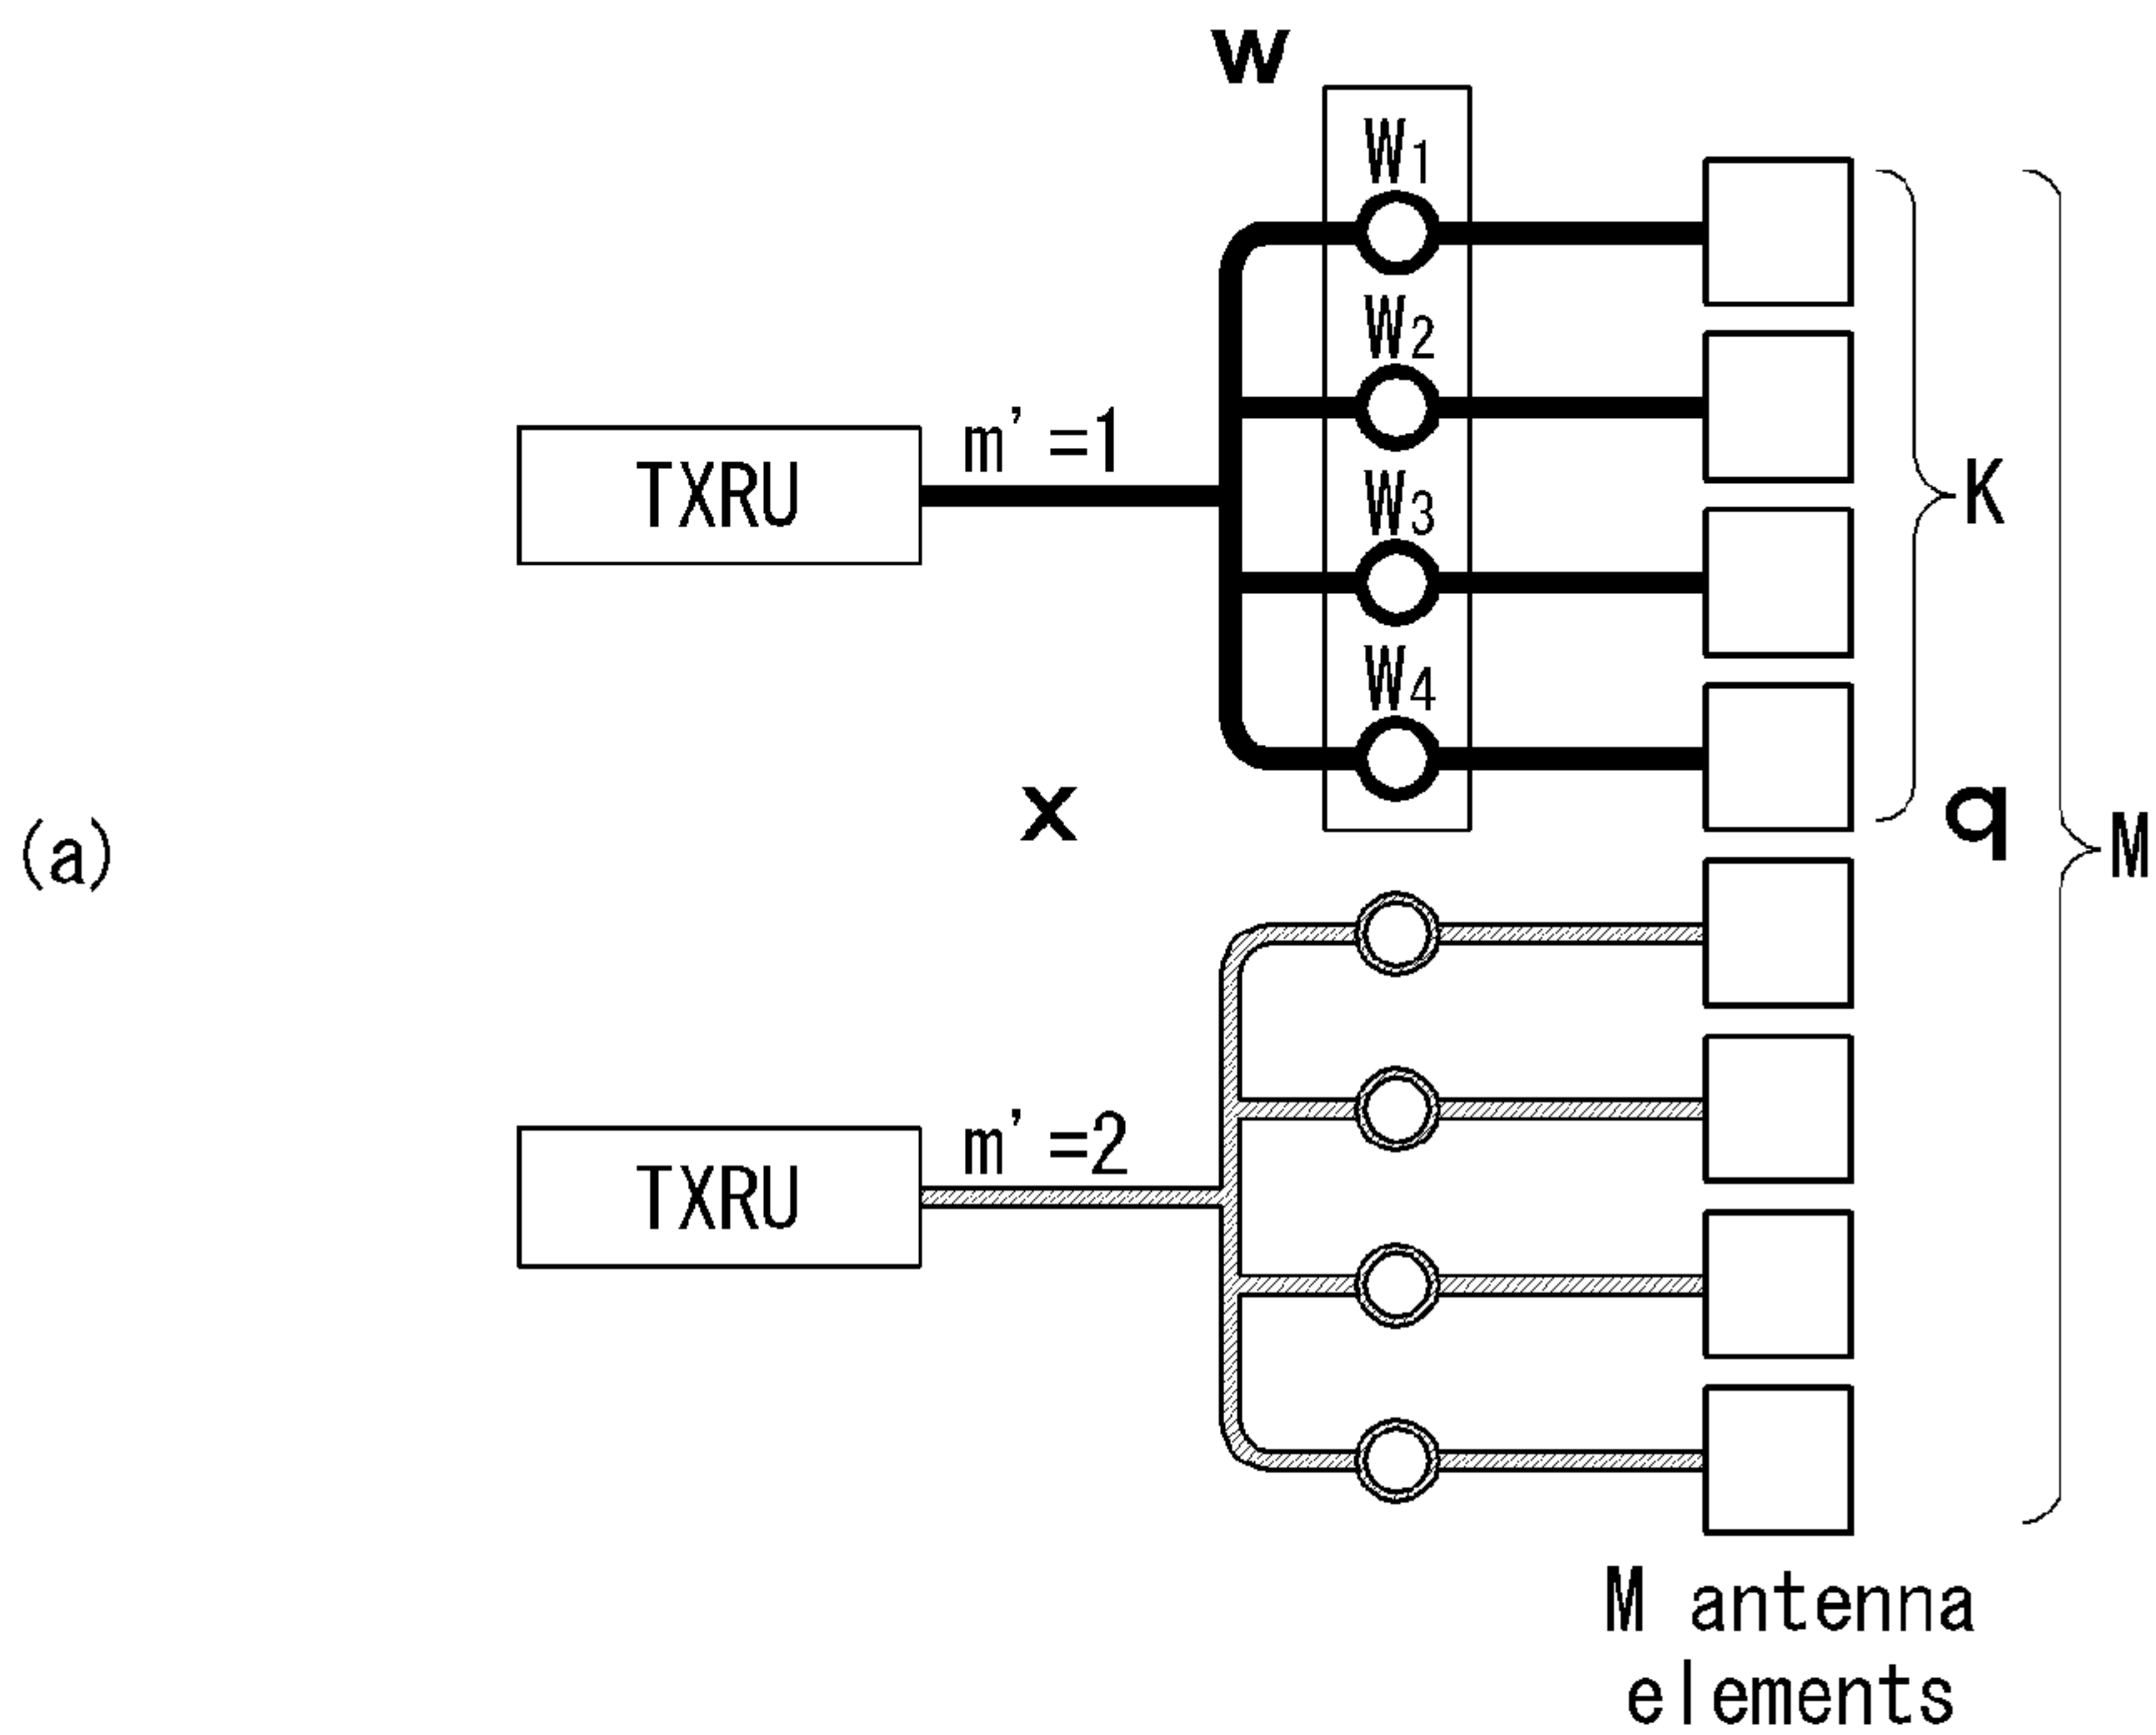 w
W1
W2
m'=1
TXRU
W3
K
W4
x
q
(a)
M
m'=2
TXRU
M antenna
elements